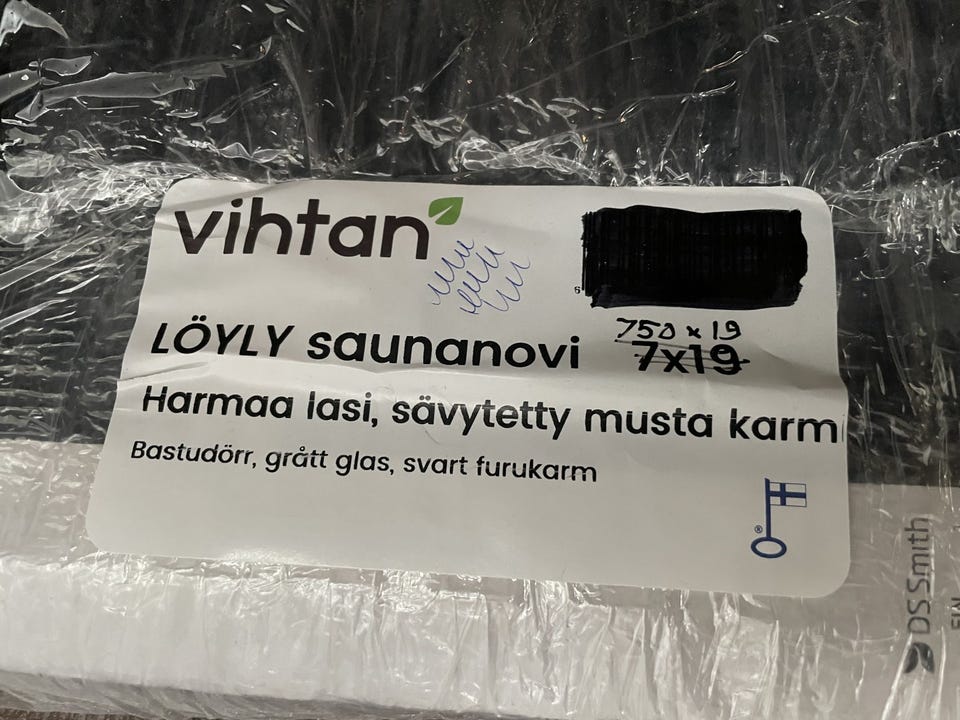 vihtan
750 x 19
LÖYLY saunanovi 7x19
Harmaa lasi, sävytetty musta karm
Bastudörr, grått glas, svart furukarm
®
DS Smith